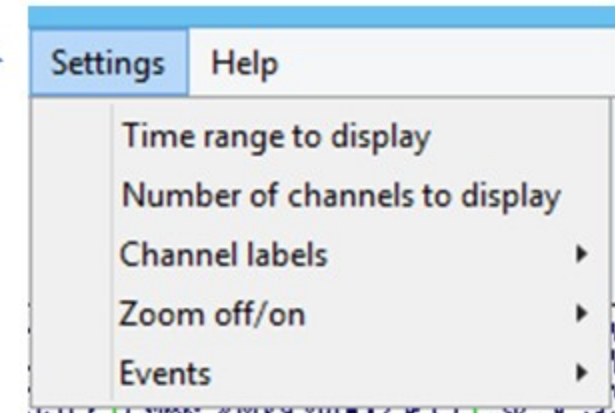 Settings Help
Time range to display
Number of channels to display
Channel labels
Zoom off/on
Events